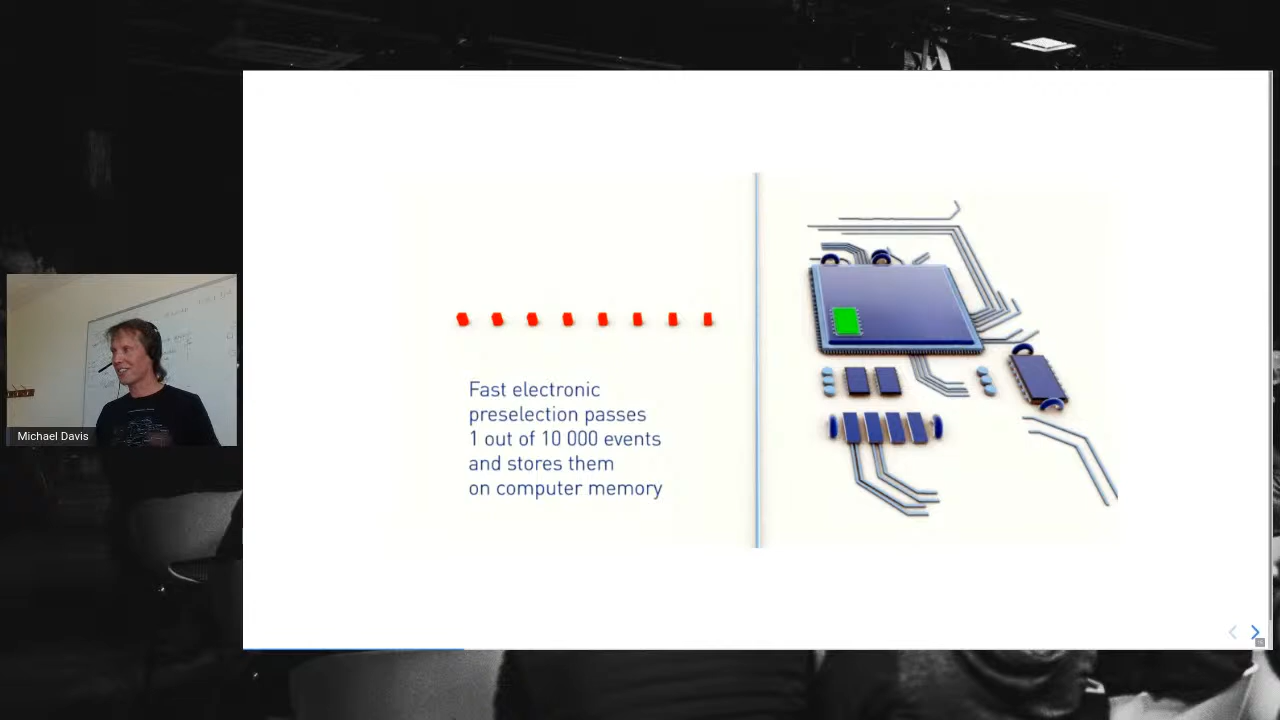 Fast electronic
preselection passes
1 out of 10 000 events
and stores them
on computer memory
Michael Davis